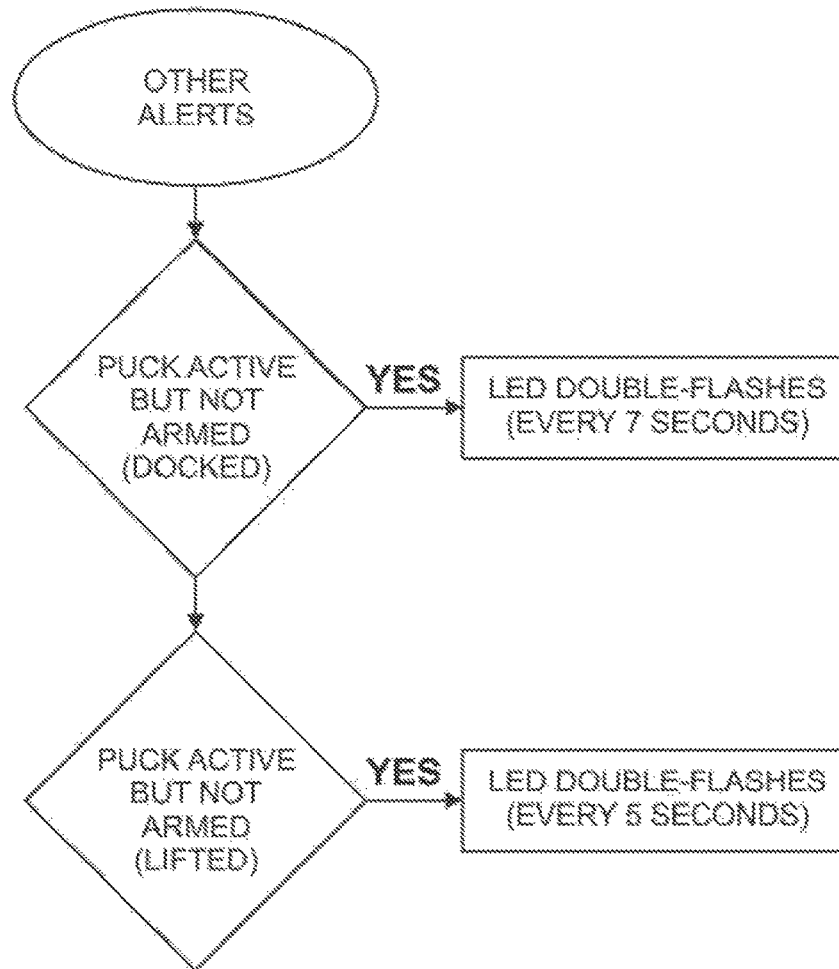 OTHER
ALERTS
PUCK ACTIVE
BUT NOT
ARMED
(DOCKED)
YES
LED DOUBLE-FLASHES
(EVERY 7 SECONDS)
PUCK ACTIVE
BUT NOT
ARMED
(LIFTED)
YES
LED DOUBLE-FLASHES
(EVERY 5 SECONDS)